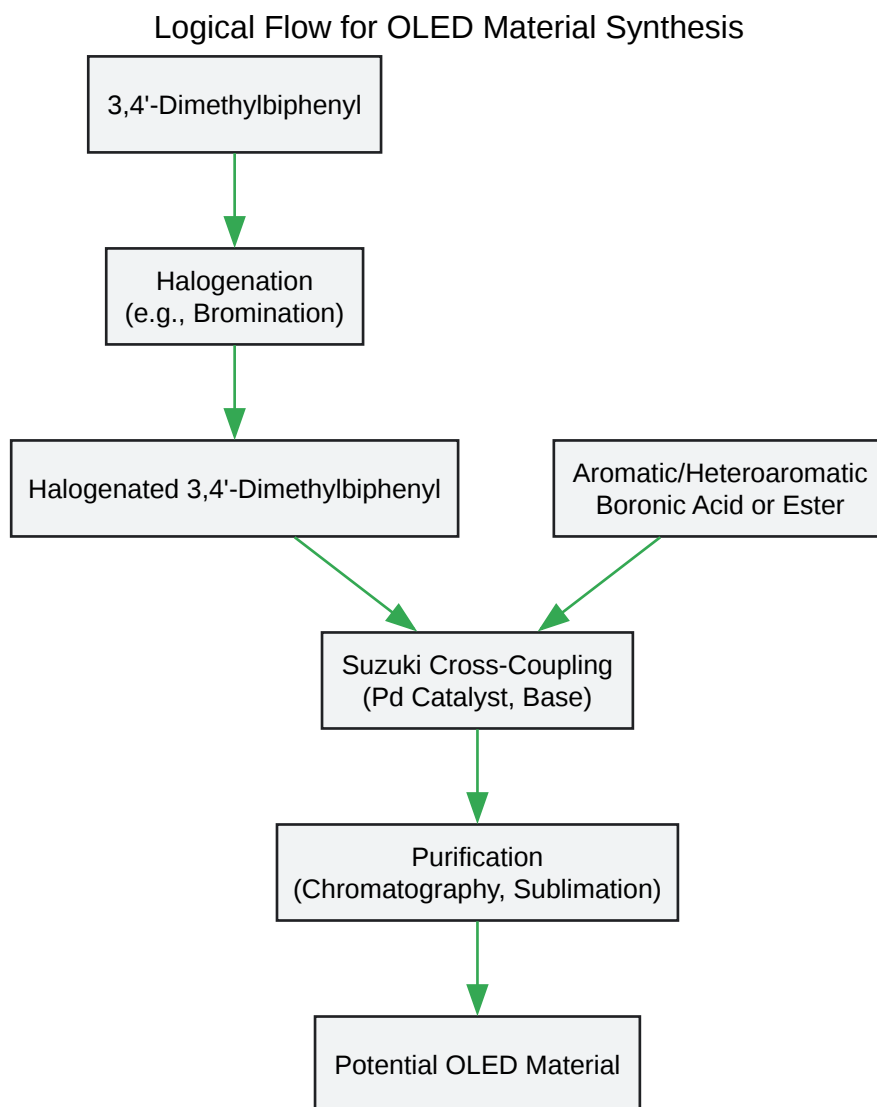 Logical Flow for OLED Material Synthesis
3,4'-Dimethylbiphenyl
Halogenation
(e.g., Bromination)
Halogenated 3,4'-Dimethylbiphenyl
Aromatic/Heteroaromatic
Boronic Acid or Ester
Suzuki Cross-Coupling
(Pd Catalyst, Base)
Purification
(Chromatography, Sublimation)
Potential OLED Material